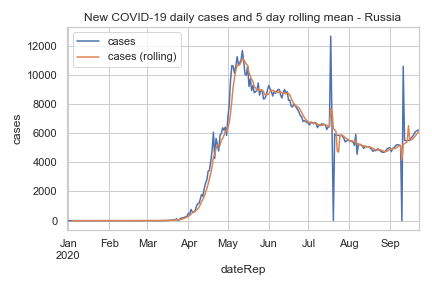 New COVID-19 daily cases and 5 day rolling mean - Russia
cases
cases (rolling)
12000
10000
8000
6000
4000
2000
0
cases
Jan Feb Mar Apr May Jun Jul Aug Sep
2020
dateRep